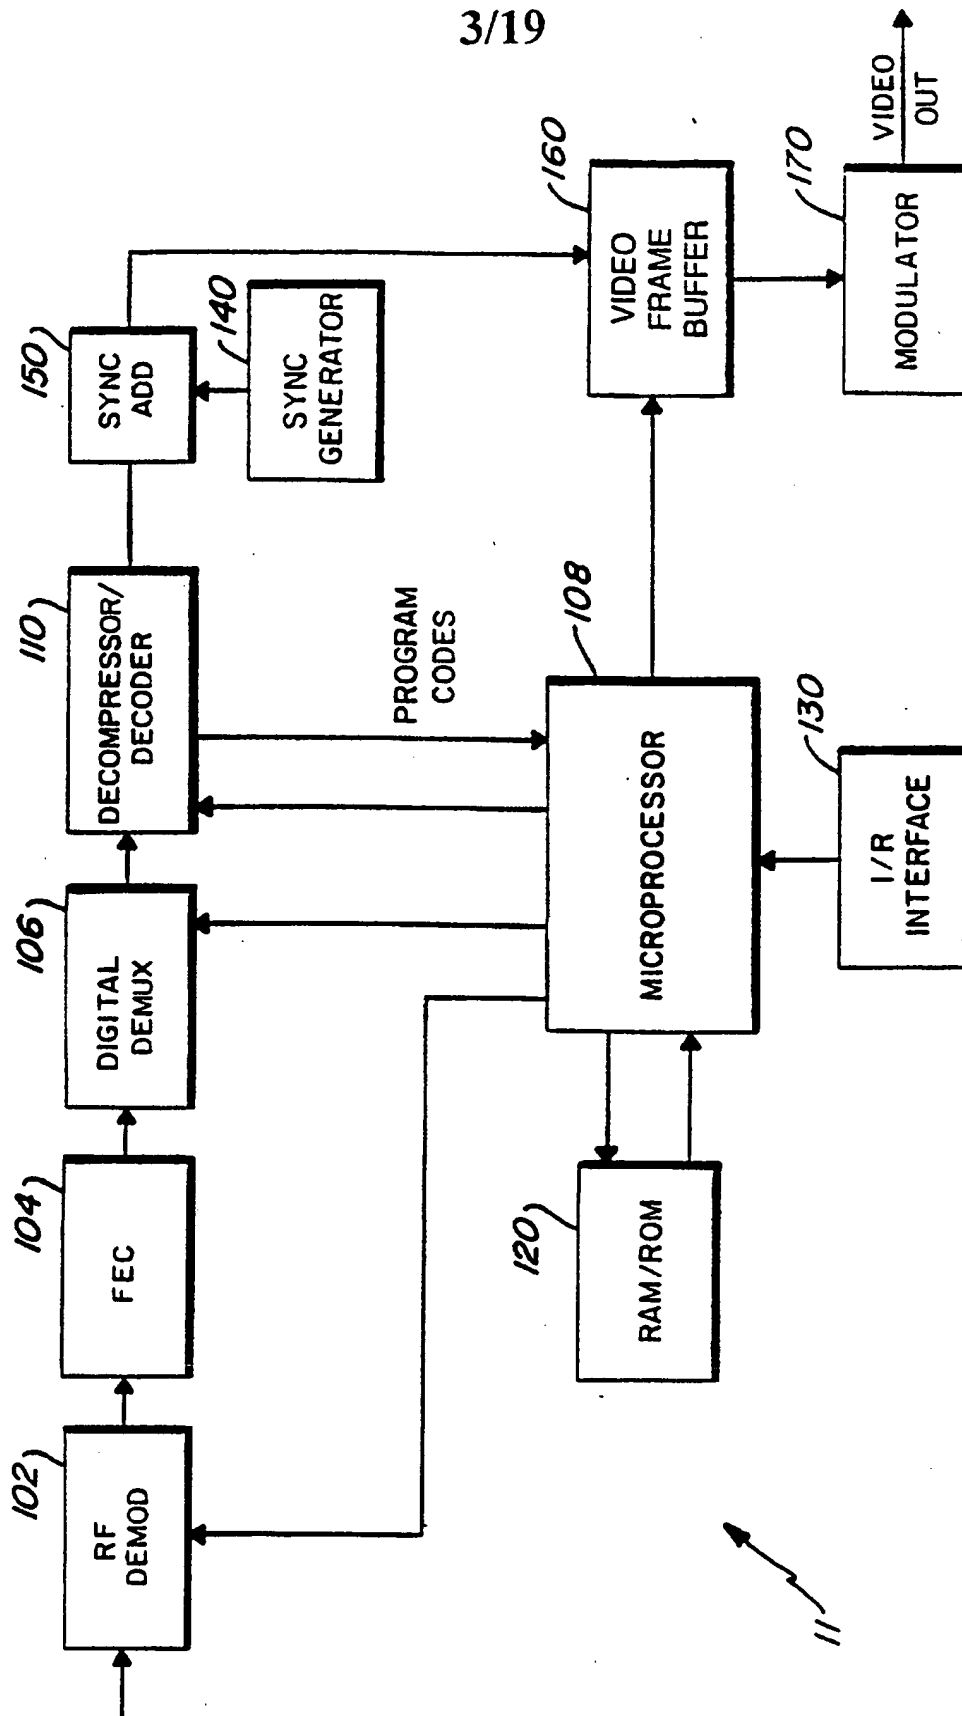 3/19
102
RF
DEMOD
104
FEC
106
DIGITAL
DEMUX
110
DECOMPRESSOR/
DECODER
150
SYNC
ADD
140
SYNC
GENERATOR
PROGRAM
CODES
120
RAM/ROM
108
MICROPROCESSOR
160
VIDEO
FRAME
BUFFER
130
I/R
INTERFACE
170
MODULATOR
VIDEO
OUT
11